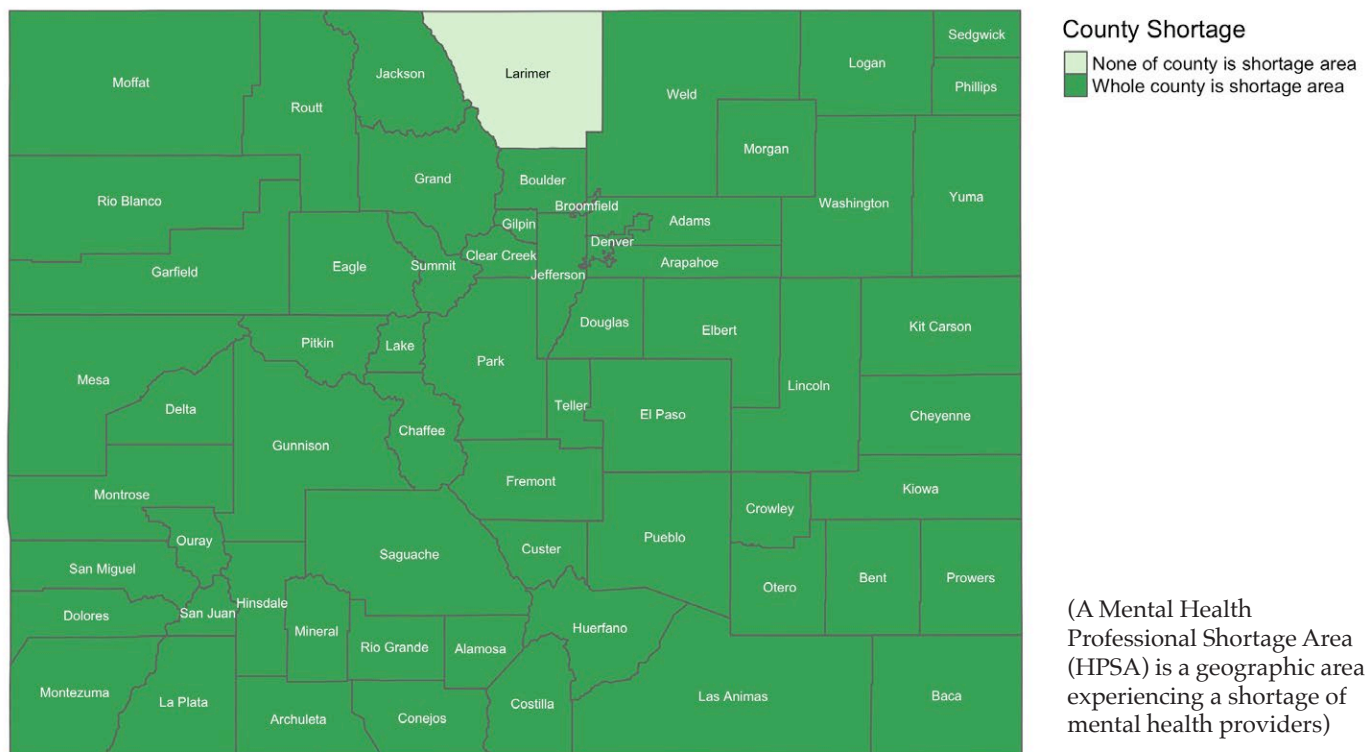 County Shortage
None of county is shortage area
Whole county is shortage area
Sedgwick
Logan
Larimer
Jackson
Moffat
Phillips
Weld
Routt
Morgan
Grand
Boulder
Yuma
Rio Blanco
Washington
Broomfield
Gilpin
Adams
Denver
Clear Creek
Arapahoe
Eagle
Summit
Garfield
Jefferson
Douglas
Kit Carson
Elbert
Pitkin
Lake
Park
Mesa
Lincoln
Delta
Teller
El Paso
Cheyenne
Chaffee
Gunnison
Fremont
Kiowa
Montrose
Crowley
Pueblo
Ouray
Custer
Saguache
San Miguel
Bent
Prowers
Otero
Hinsdale
San Juan
Dolores
Mineral
Huerfano
Rio Grande
Alamosa
Montezuma
La Plata
Las Animas
Baca
Costilla
Archuleta
Conejos
(A Mental Health
Professional Shortage Area
(HPSA) is a geographic area
experiencing a shortage of
mental health providers)